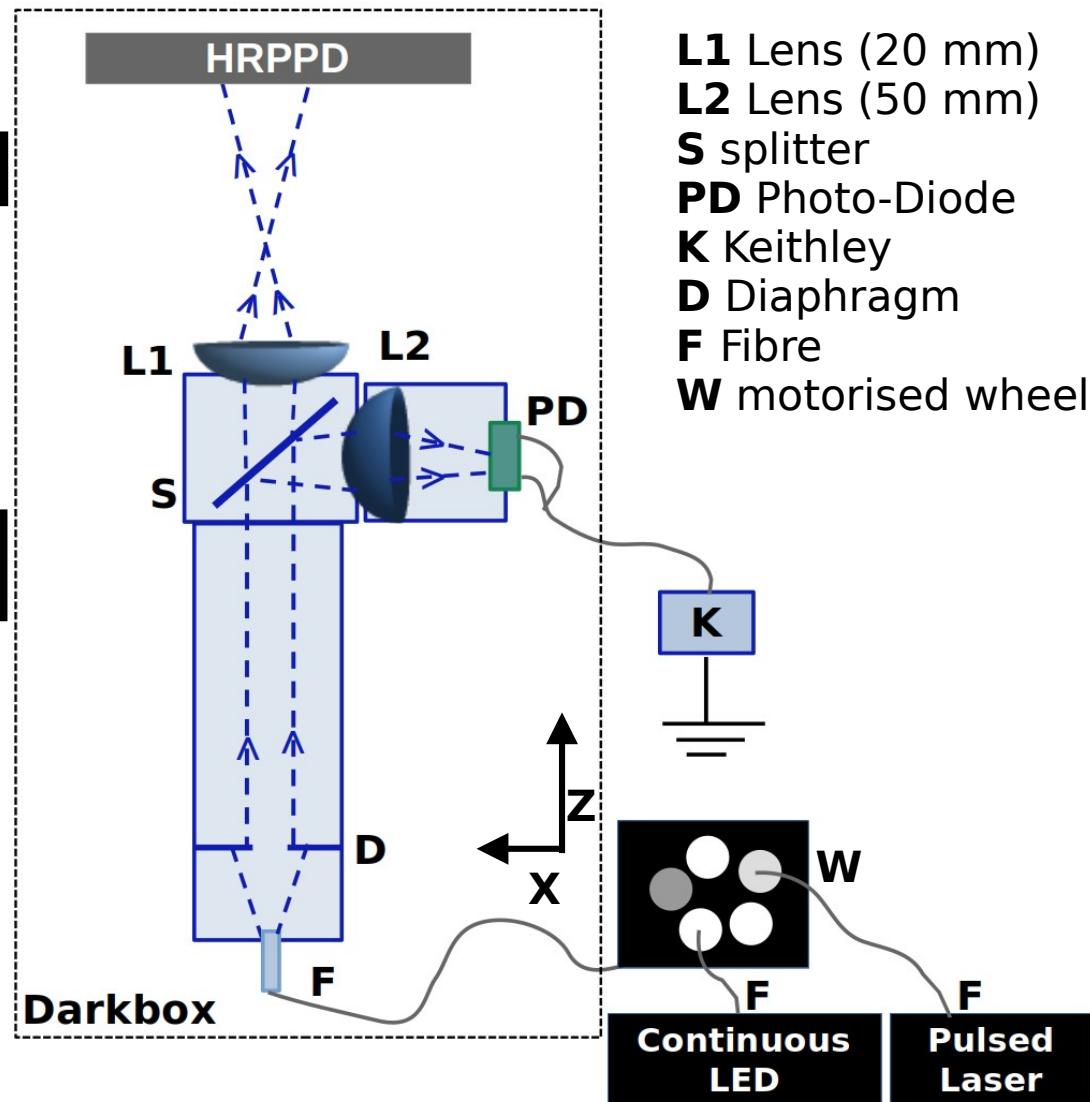 HRPPD
L1 Lens (20 mm)
L2 Lens (50 mm)
S splitter
PD Photo-Diode
K Keithley
D Diaphragm
F Fibre
W motorised wheel
L1
L2
PD
S
K
D
Z
X
W
F
Darkbox
F
F
Continuous
LED
Pulsed
Laser